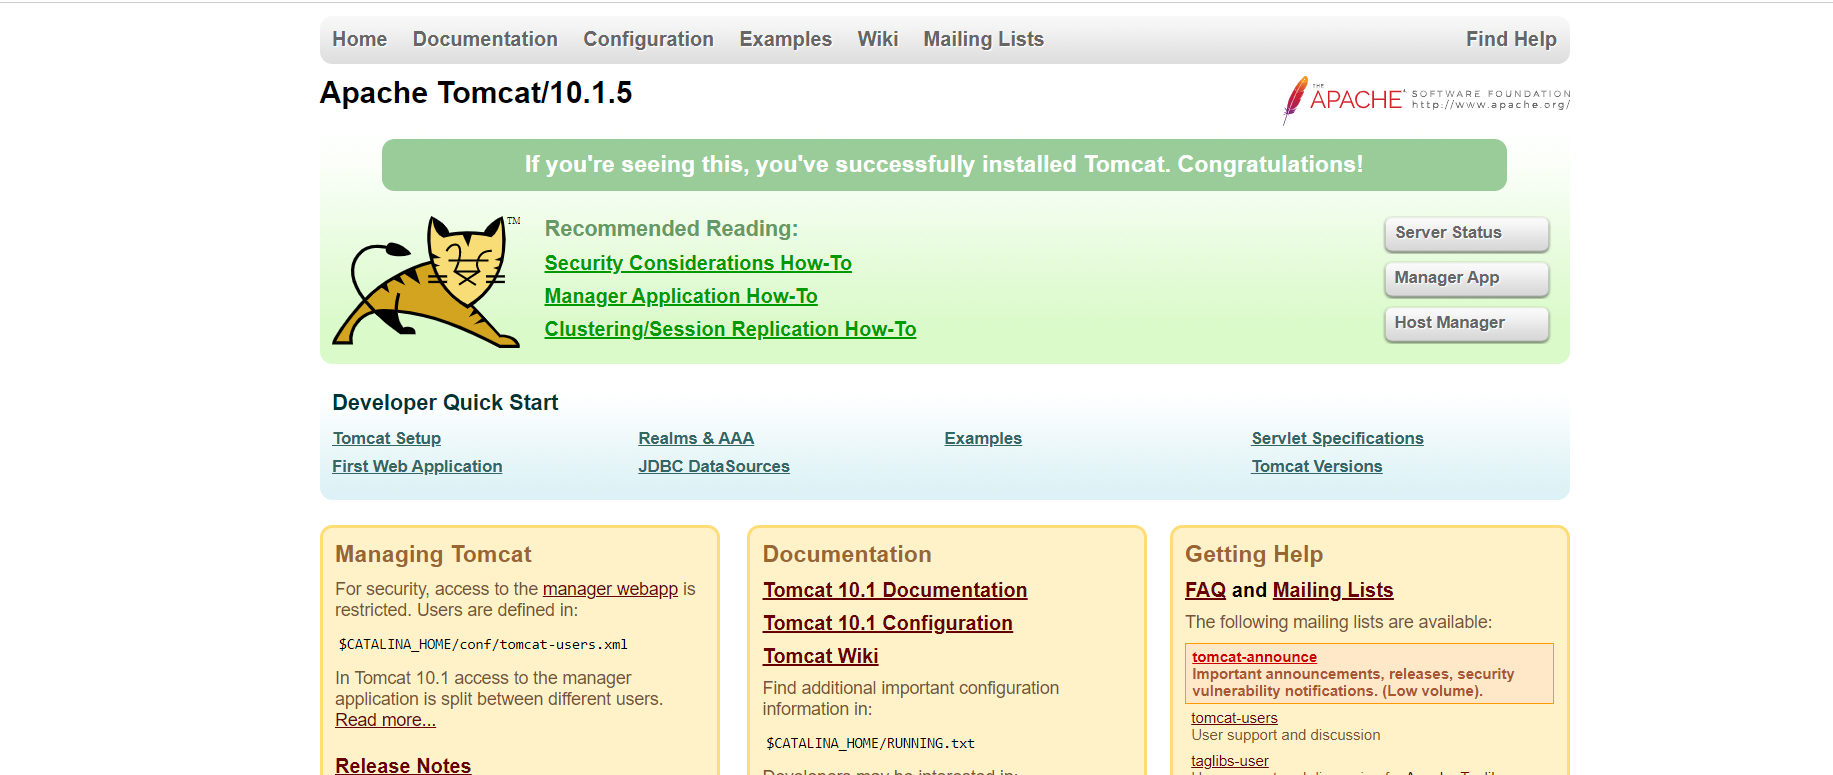 Home Documentation Configuration Examples Wiki Mailing Lists Find Help
Apache Tomcat/10.1.5
THE
APACHE
SOFTWARE FOUNDATION
http://www.apache.org/
If you're seeing this, you've successfully installed Tomcat. Congratulations!
TM
Recommended Reading:
Security Considerations How-To
Manager Application How-To
Clustering/Session Replication How-To
Server Status
Manager App
Host Manager
Developer Quick Start
Tomcat Setup
First Web Application
Realms & AAA
JDBC DataSources
Examples
Servlet Specifications
Tomcat Versions
Managing Tomcat
For security, access to the manager webapp is
restricted. Users are defined in:
$CATALINA_HOME/conf/tomcat-users.xml
In Tomcat 10.1 access to the manager
application is split between different users.
Read more...
Release Notes
Documentation
Tomcat 10.1 Documentation
Tomcat 10.1 Configuration
Tomcat Wiki
Find additional important configuration
information in:
$CATALINA_HOME/RUNNING.txt
Developers may be interested in:
Getting Help
FAQ and Mailing Lists
The following mailing lists are available:
tomcat-announce
Important announcements, releases, security
vulnerability notifications. (Low volume).
tomcat-users
User support and discussion
taglibs-user